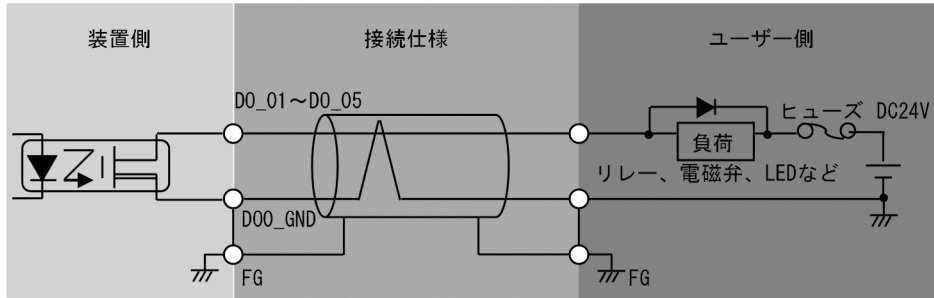 装置側
接続仕様
ユーザー側
DO_01～DO_05
ヒューズ DC24V
負荷
リレー、電磁弁、LEDなど
DO0_GND
FG
FG